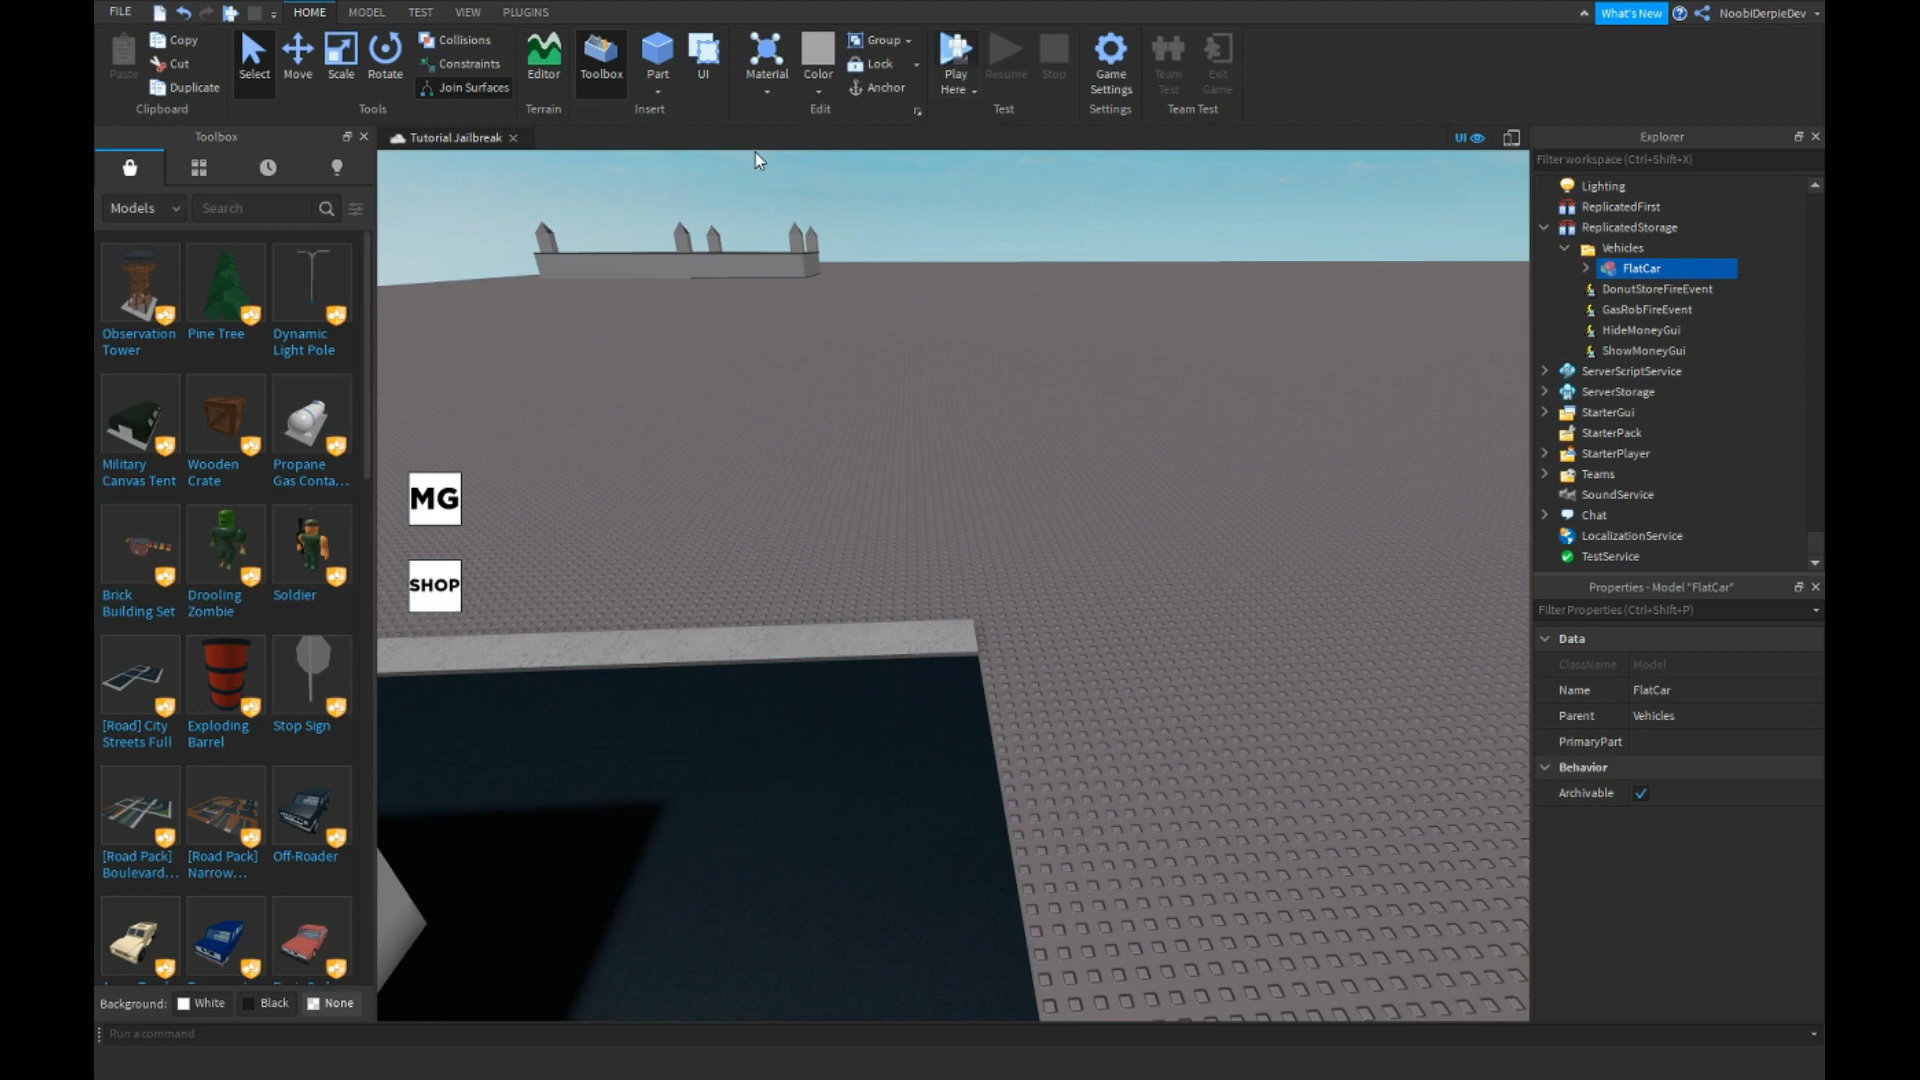 FILE HOME MODEL TEST VIEW PLUGINS What's New NoobiDerpieDev
Paste Copy Cut Duplicate Clipboard
Select Move Scale Rotate Collisions Constraints Join Surfaces Tools
Editor Terrain
Toolbox Part UI Insert
Material Color Group Lock Anchor Edit
Play Here Resume Stop Test
Game Settings Settings
Team Test Exit Game Team Test
Toolbox
Models Search
Observation Tower
Pine Tree
Dynamic Light Pole
Military Canvas Tent
Wooden Crate
Propane Gas Conta...
Brick Building Set
Drooling Zombie
Soldier
[Road] City Streets Full
Exploding Barrel
Stop Sign
[Road Pack] Boulevard...
[Road Pack] Narrow...
Off-Roader
Background: White Black None
Run a command
Tutorial Jailbreak
UI
MG
SHOP
Explorer
Filter workspace (Ctrl+Shift+X)
Lighting
ReplicatedFirst
ReplicatedStorage
Vehicles
FlatCar
DonutStoreFireEvent
GasRobFireEvent
HideMoneyGui
ShowMoneyGui
ServerScriptService
ServerStorage
StarterGui
StarterPack
StarterPlayer
Teams
SoundService
Chat
LocalizationService
TestService
Properties - Model "FlatCar"
Filter Properties (Ctrl+Shift+P)
Data
ClassName Model
Name FlatCar
Parent Vehicles
PrimaryPart
Behavior
Archivable